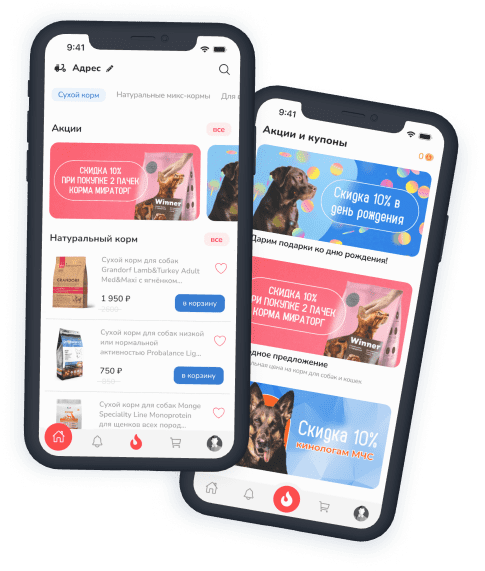 9:41
Адрес
Сухой корм
Натуральные микс-кормы
Для
Акции
все
СКИДКА 10%
ПРИ ПОКУПКЕ 2 ПАЧЕК
КОРМА МИРАТОРГ
Winner
Натуральный корм
все
GRANDORF
Сухой корм для собак
Grandorf Lamb&Turkey Adult
Med&Maxi с ягнёнком...
1 950 ₽
в корзину
Сухой корм для собак низкой
или нормальной
активностью Probalance Lig...
750 ₽
в корзину
Сухой корм для собак Monge
Speciality Line Monoprotein
для щенков всех пород...
9:41
Акции и купоны
0
Скидка 10% в
день рождения
Дарим подарки ко дню рождения!
СКИДКА 10%
ПРИ ПОКУПКЕ 2 ПАЧЕК
КОРМА МИРАТОРГ
Winner
дное предложение
льная цена на корм для собак и кошек
Скидка 10%
кинологам МЧС